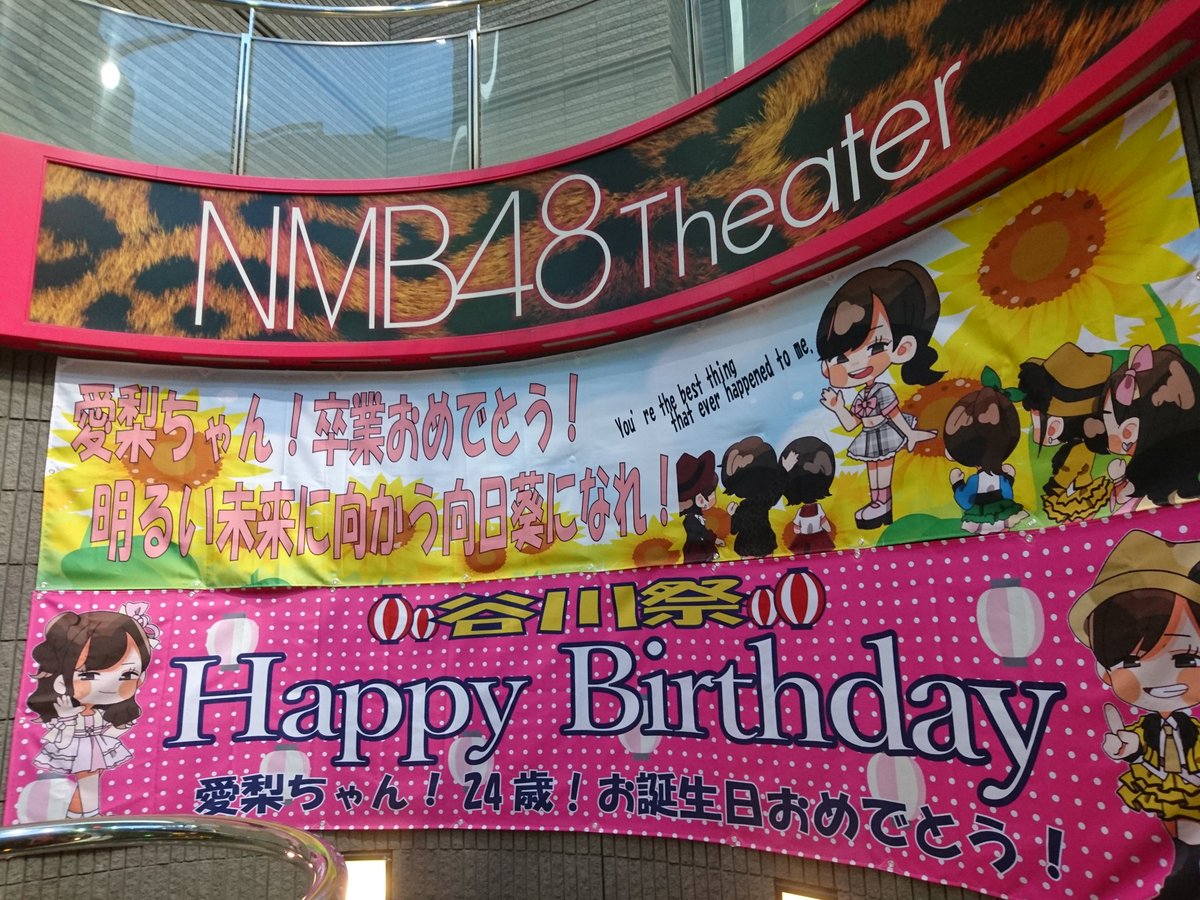 NMB48 Theater
愛梨ちゃん!卒業おめでとう!
明るい未来に向かう向日葵になれ!
You're the best thing
that ever happened to me.
谷川祭
Happy Birthday
愛梨ちゃん!24歳!お誕生日おめでとう!